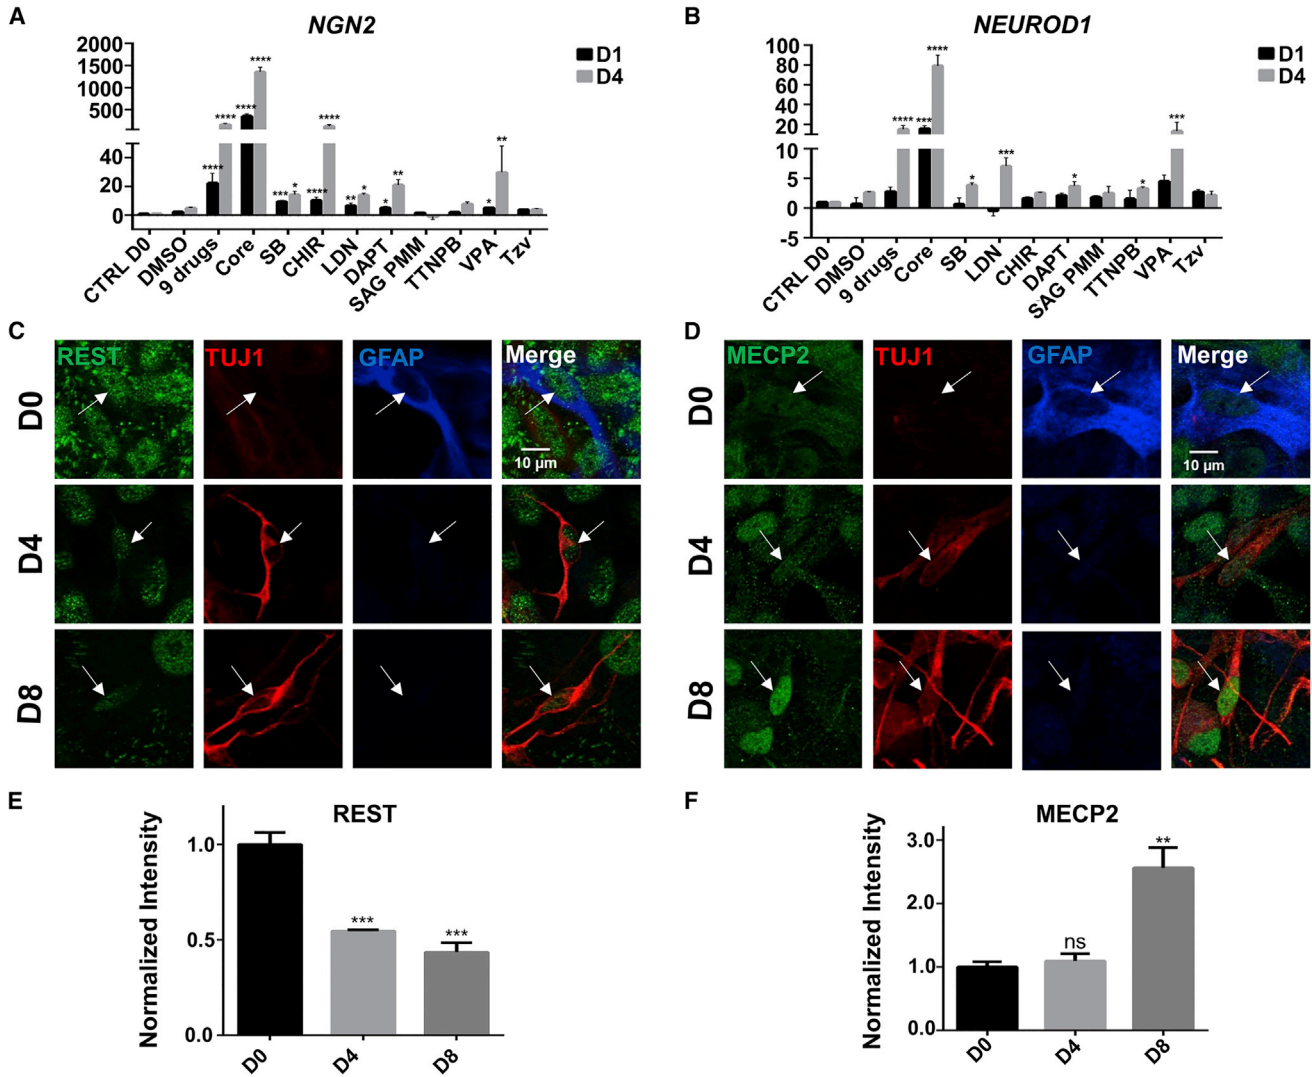 A
NGN2
2000
1500
1000
500
40
20
0
D1
D4
**** **** **** **** *** * **** **** ** * * ** * **
CTRL D0
DMSO
9 drugs
Core
SB
CHIR
LDN
DAPT
SAG PMM
TTNPB
VPA
Tzv
B
NEUROD1
100
80
60
40
20
10
5
0
-5
D1
D4
**** *** **** * *** * * ***
CTRL D0
DMSO
9 drugs
Core
SB
LDN
CHIR
DAPT
SAG PMM
TTNPB
VPA
Tzv
C
REST TUJ1 GFAP Merge
D0
10 µm
D4
D8
D
MECP2 TUJ1 GFAP Merge
D0
10 µm
D4
D8
E
REST
Normalized Intensity
1.0
0.5
0.0
***
***
D0
D4
D8
F
MECP2
Normalized Intensity
3.0
2.0
1.0
0.0
ns
**
D0
D4
D8